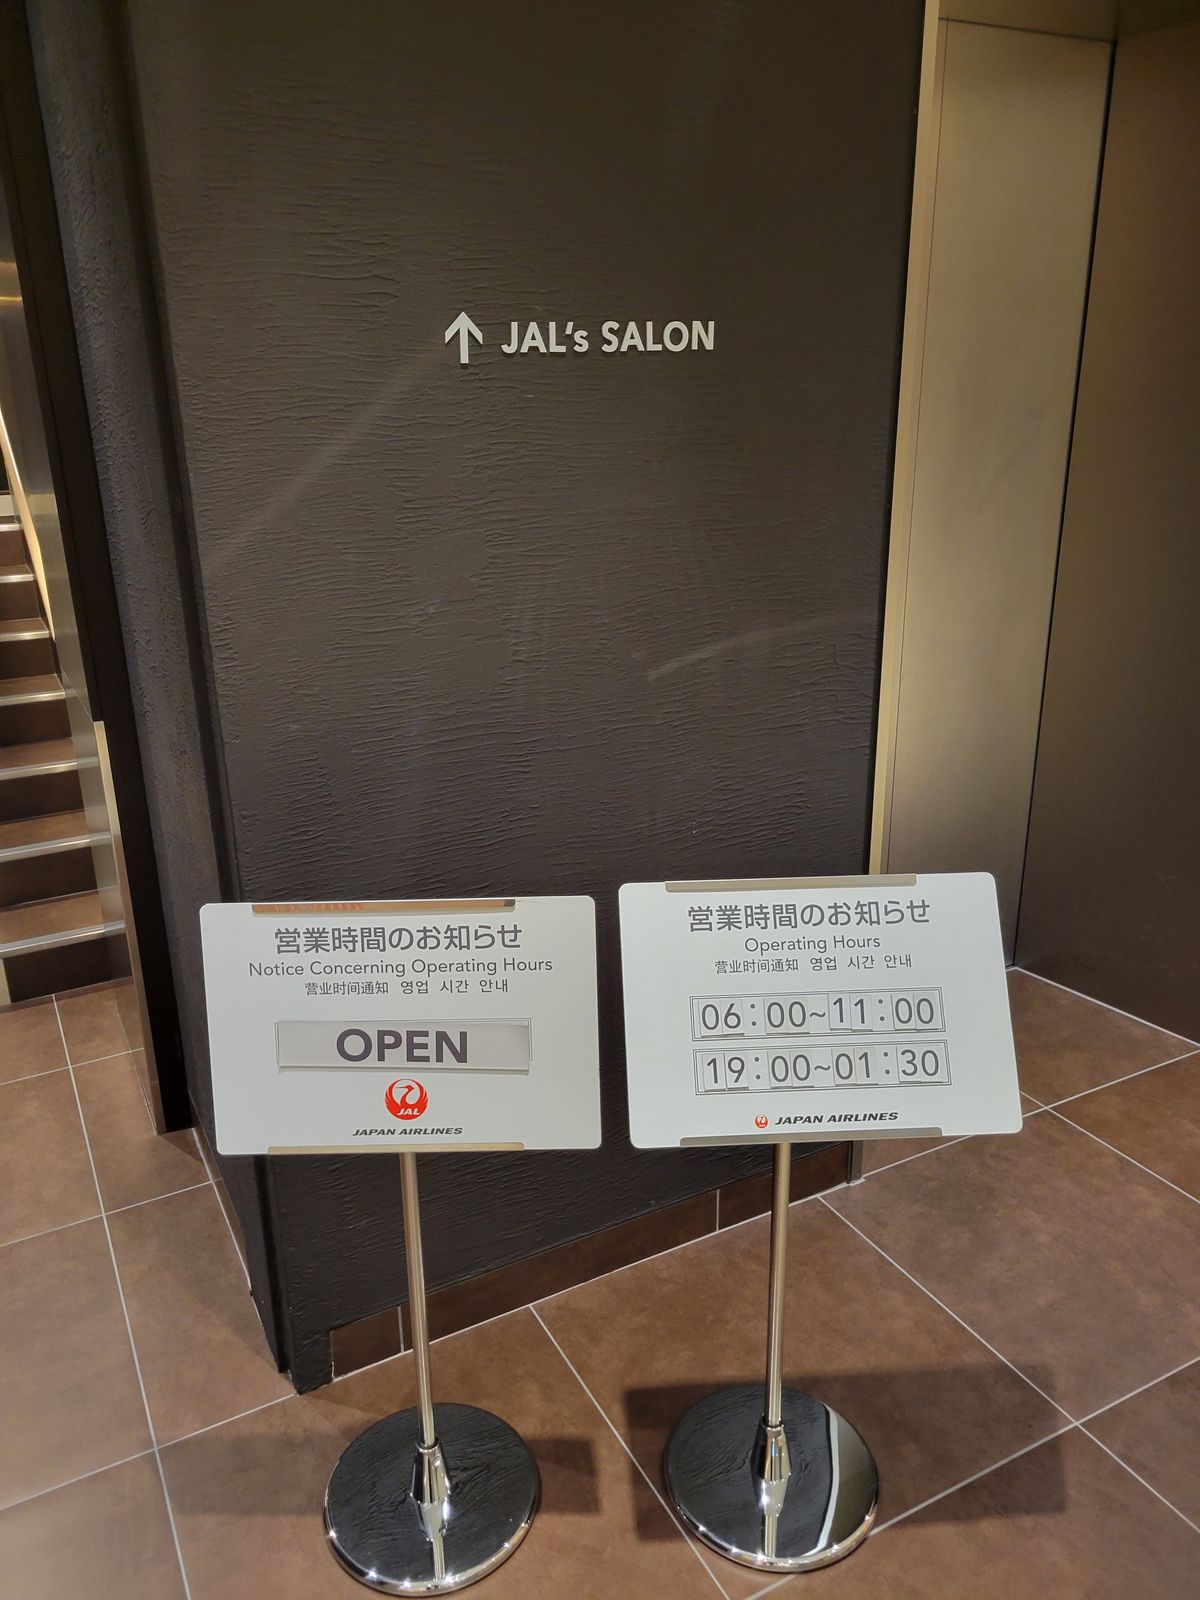 ↑ JAL's SALON
営業時間のお知らせ
Notice Concerning Operating Hours
营业时间通知 영업 시간 안내
OPEN
JAL
JAPAN AIRLINES
営業時間のお知らせ
Operating Hours
营业时间通知 영업 시간 안내
06:00~11:00
19:00~01:30
JAPAN AIRLINES